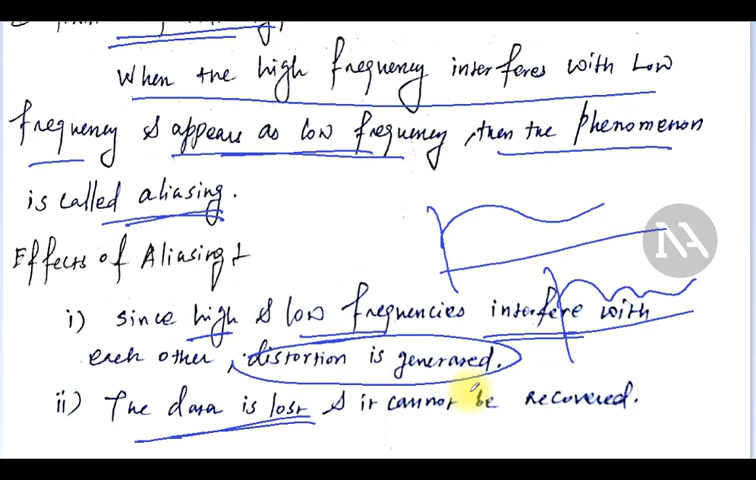 When the high frequency interferes with Low
frequency & appears as low frequency, then the phenomenon
is called aliasing.
Effects of Aliasing :-
i) since high & low frequencies interfere with
each other, distortion is generated.
ii) The data is lost & it cannot be recovered.